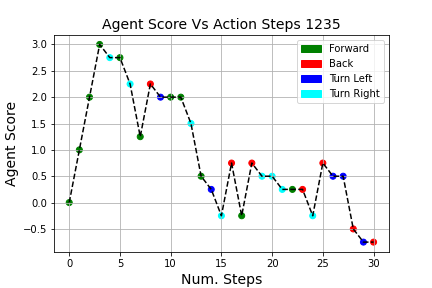 Agent Score Vs Action Steps 1235
3.0
2.5
2.0
1.5
1.0
0.5
0.0
−0.5
Agent Score
Forward
Back
Turn Left
Turn Right
0 5 10 15 20 25 30
Num. Steps